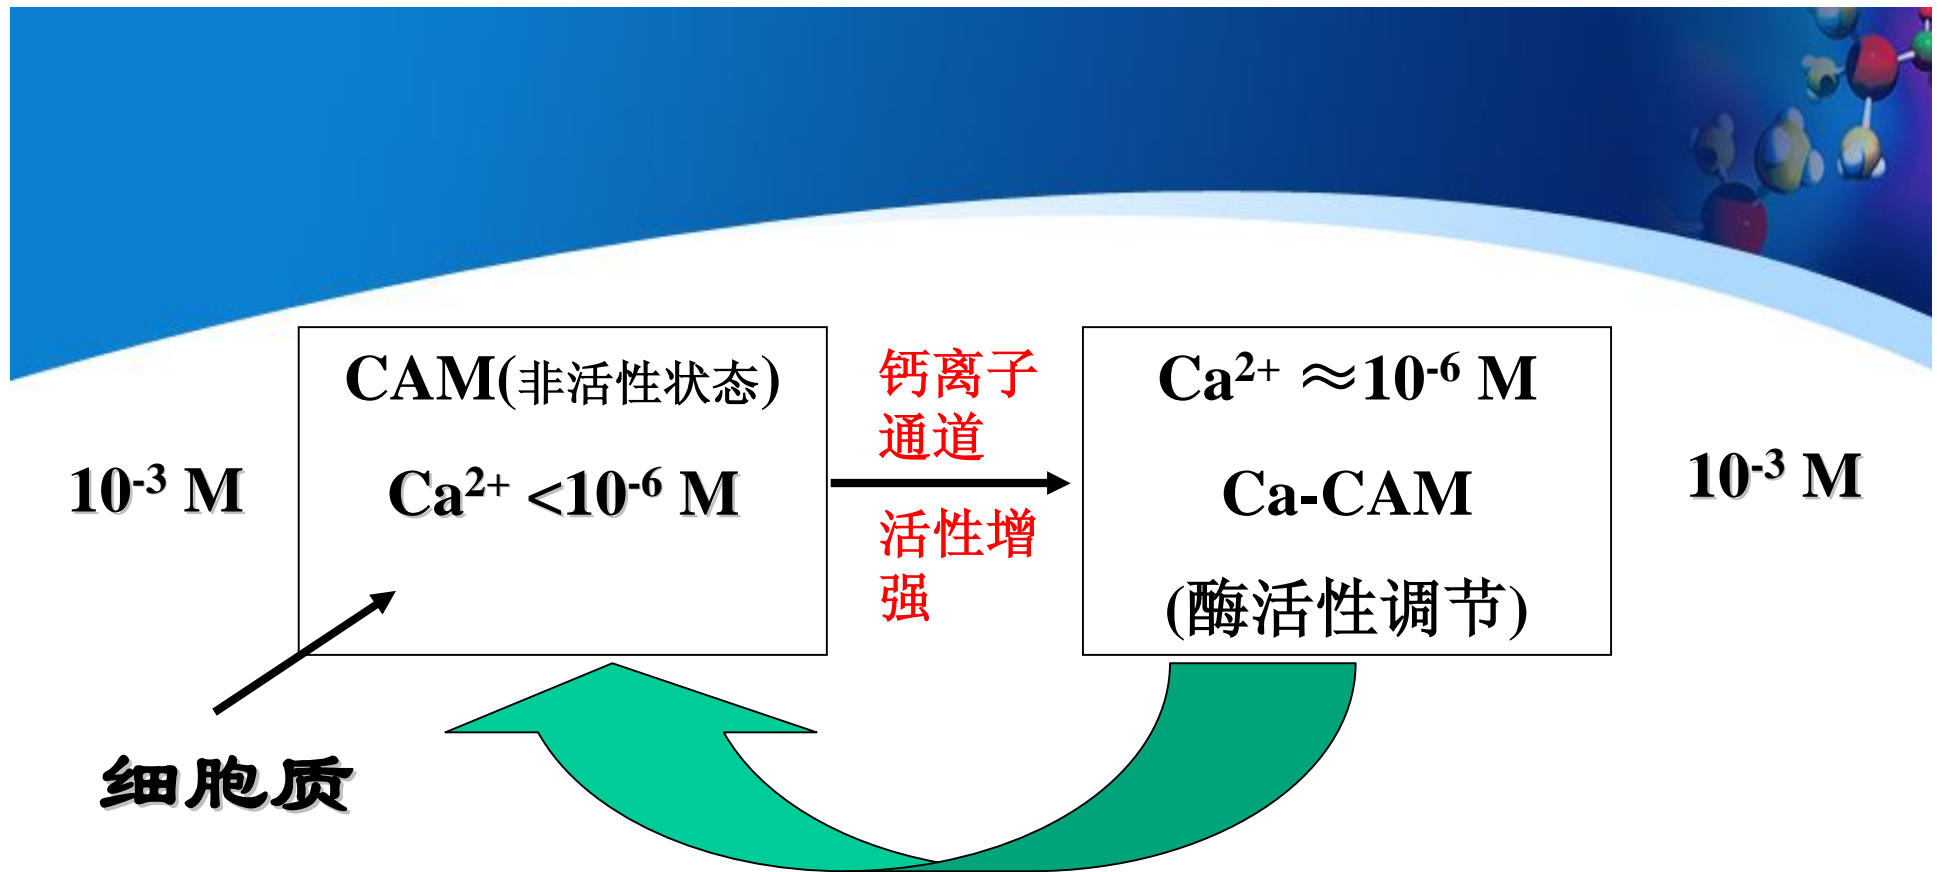 10⁻³ M
CAM(非活性状态)
Ca²⁺ <10⁻⁶ M
钙离子
通道
活性增
强
Ca²⁺ ≈10⁻⁶ M
Ca-CAM
(酶活性调节)
10⁻³ M
细胞质